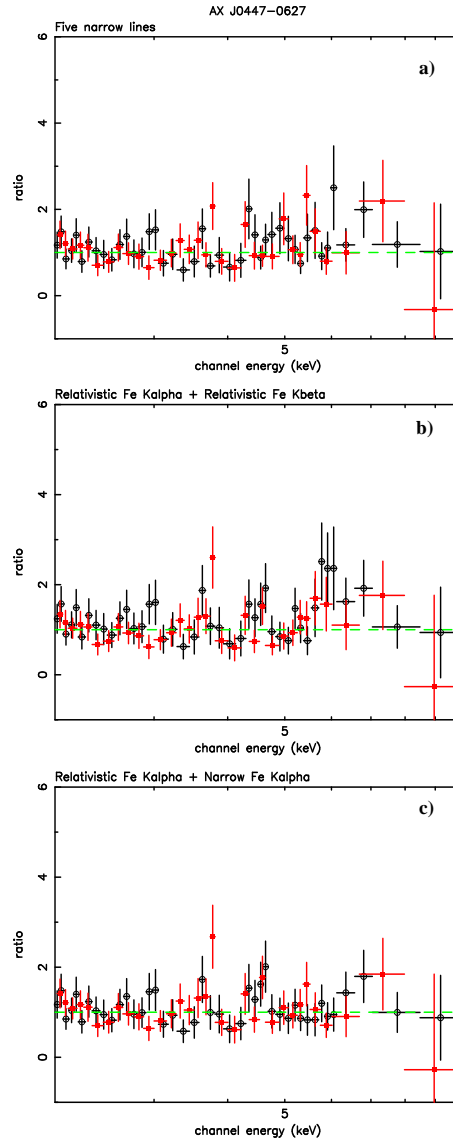 AX J0447-0627
Five narrow lines
a)
6
4
2
0
ratio
5
channel energy (keV)
Relativistic Fe Kalpha + Relativistic Fe Kbeta
b)
6
4
2
0
ratio
5
channel energy (keV)
Relativistic Fe Kalpha + Narrow Fe Kalpha
c)
6
4
2
0
ratio
5
channel energy (keV)